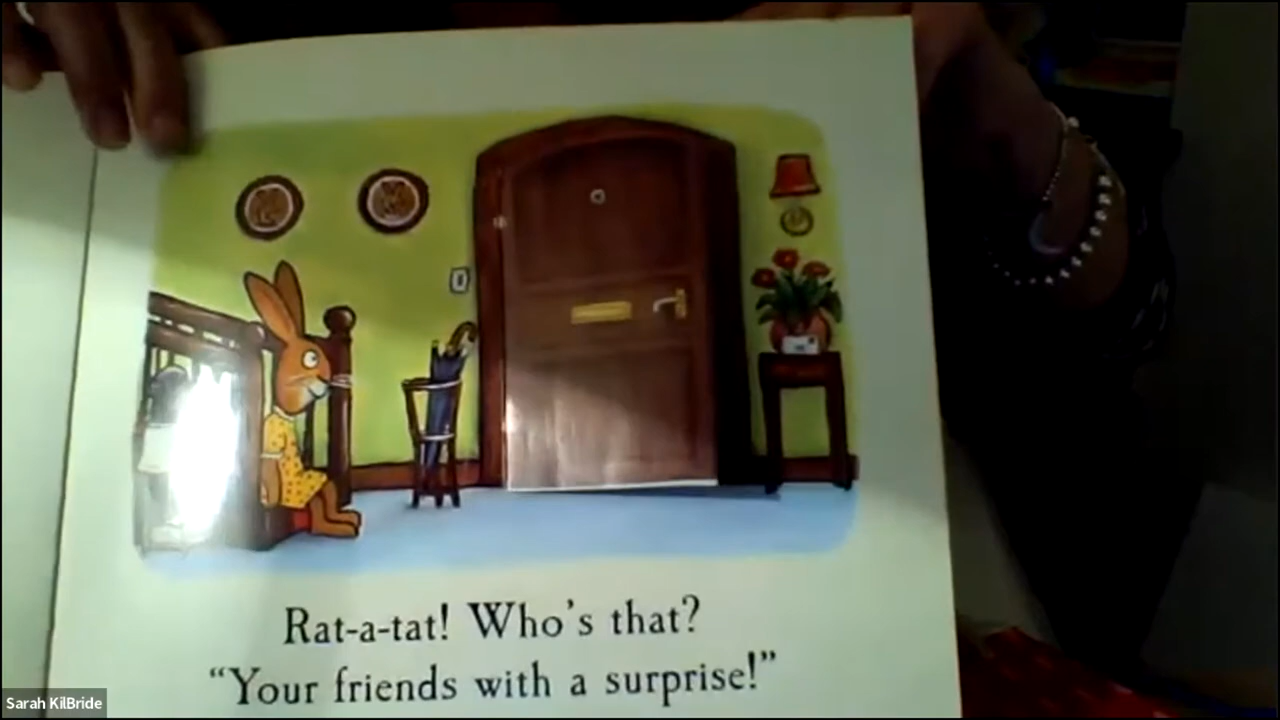 Rat-a-tat! Who's that?
“Your friends with a surprise!”
Sarah KilBride